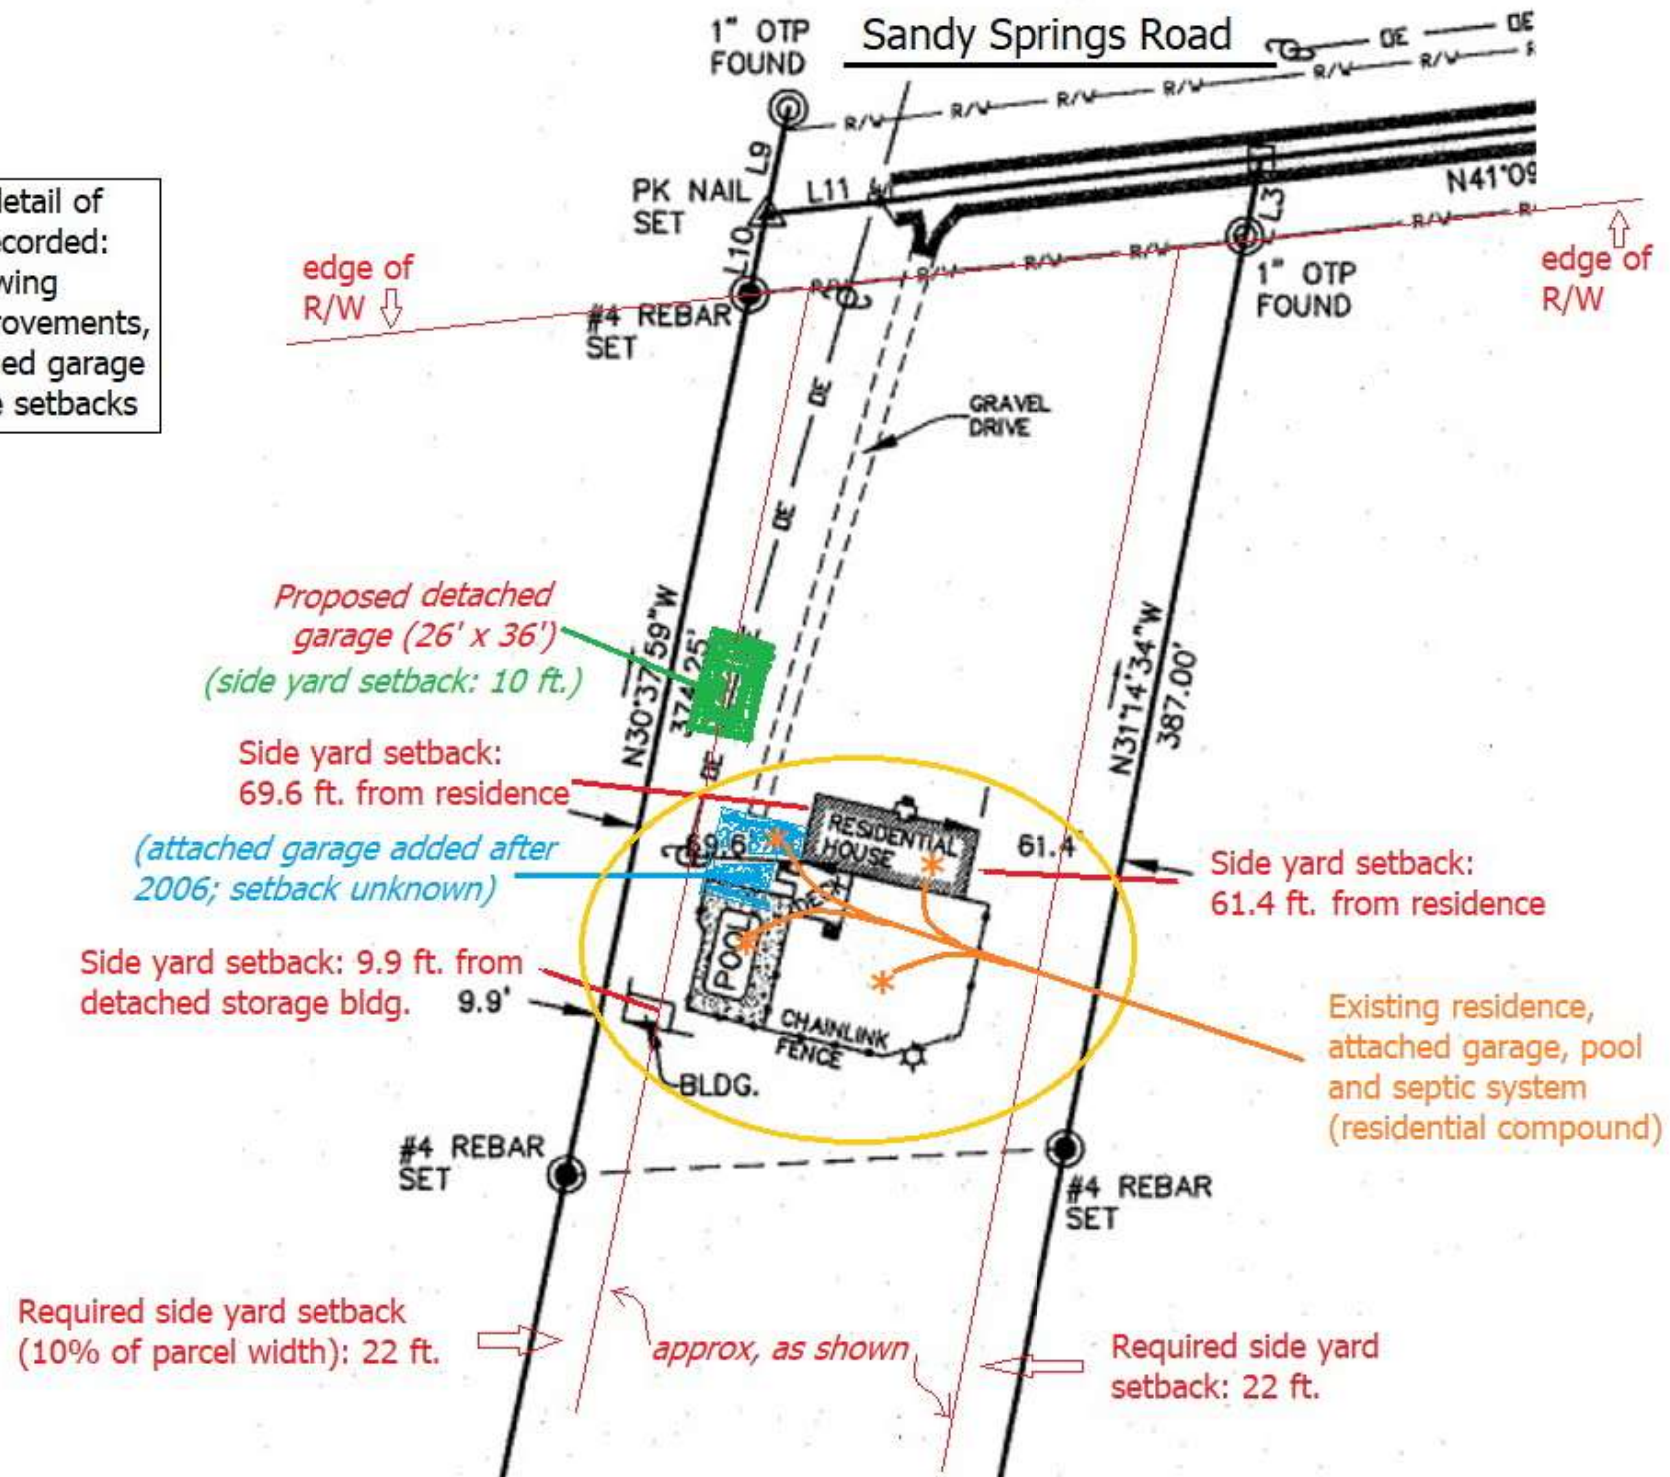 1" OTP
FOUND
Sandy Springs Road
OE
OE
R/W
R/W
R/W
R/W
R/W
R/W
L9
PK NAIL
SET
L11
L10
L3
N41°09
R/W
R/W
R/W
R/W
R/W
edge of
R/W
edge of
R/W
1" OTP
FOUND
#4 REBAR
SET
detail of
ecorded:
wing
rovements,
ed garage
e setbacks
OE
GRAVEL
DRIVE
OE
Proposed detached
garage (26' x 36')
(side yard setback: 10 ft.)
N30°37'59"W
374.25'
N31°14'34"W
387.00'
Side yard setback:
69.6 ft. from residence
OE
(attached garage added after
2006; setback unknown)
69.6'
RESIDENTIAL
HOUSE
61.4'
Side yard setback:
61.4 ft. from residence
DECK
POOL
Side yard setback: 9.9 ft. from
detached storage bldg.
9.9'
CHAINLINK
FENCE
BLDG.
Existing residence,
attached garage, pool
and septic system
(residential compound)
#4 REBAR
SET
#4 REBAR
SET
Required side yard setback
(10% of parcel width): 22 ft.
approx, as shown
Required side yard
setback: 22 ft.